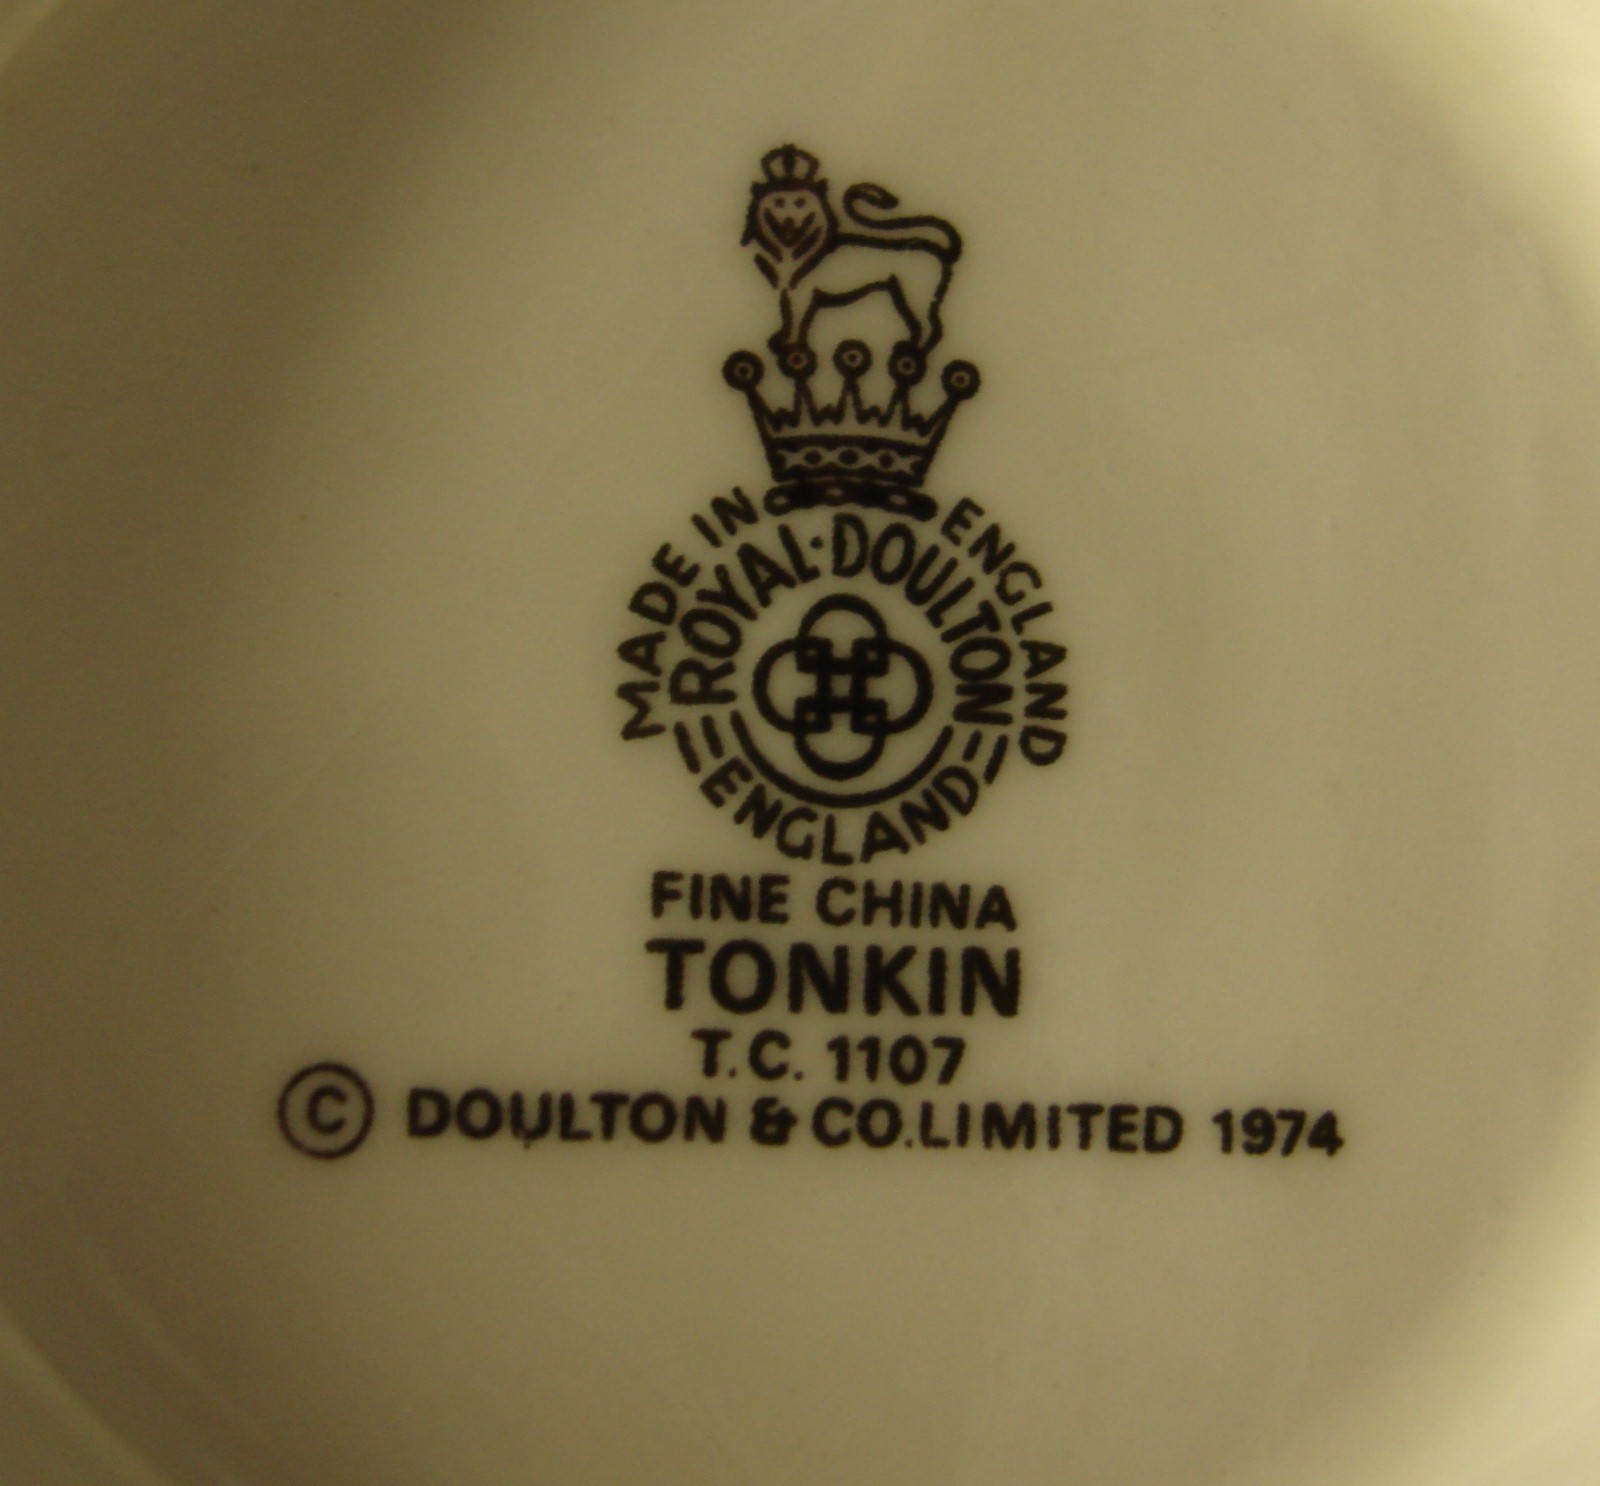 MADE IN ENGLAND
ROYAL·DOULTON
ENGLAND
FINE CHINA
TONKIN
T.C. 1107
© DOULTON & CO.LIMITED 1974